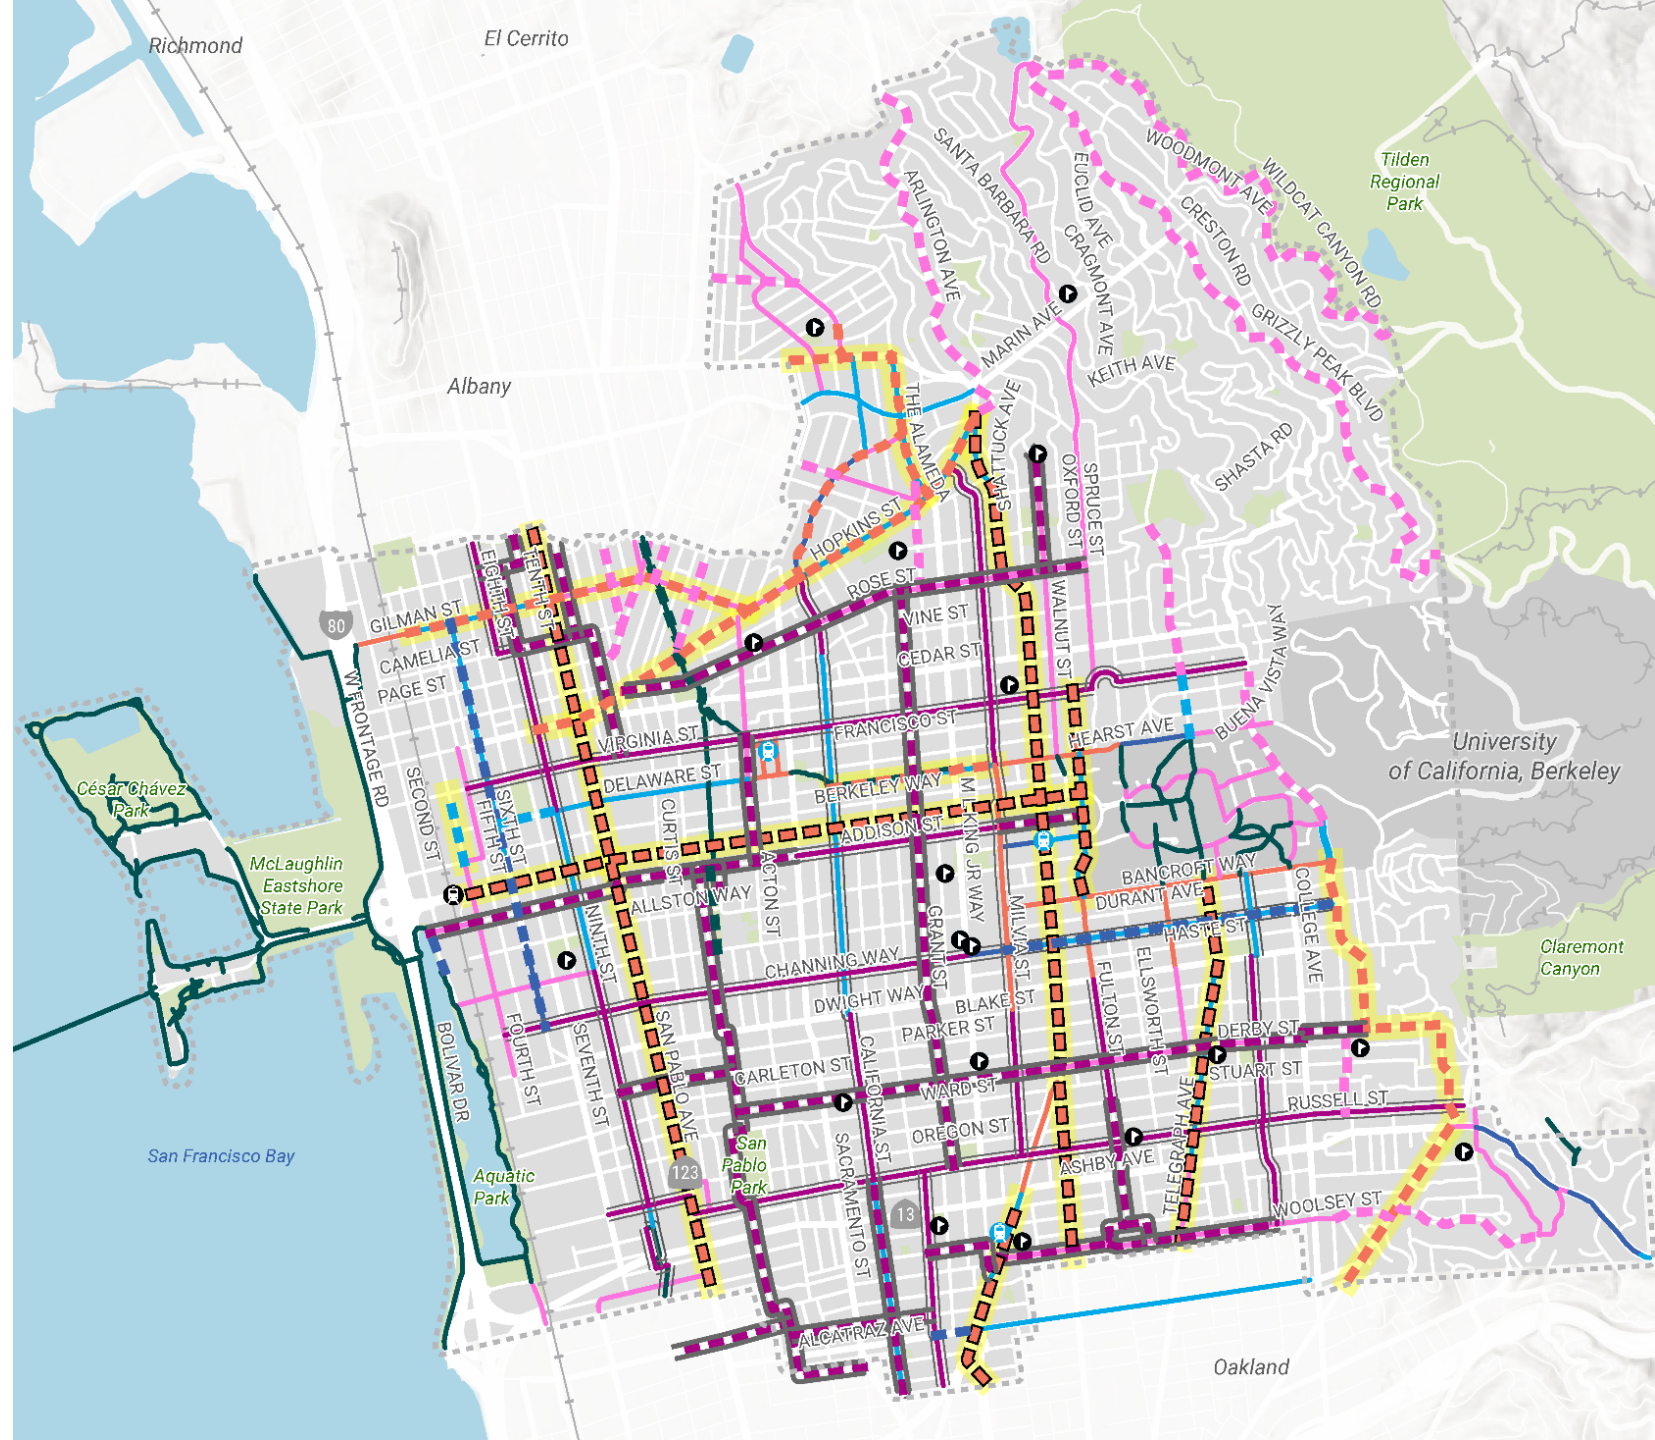 Richmond
El Cerrito
Tilden
Regional
Park
WOODMONT AVE
WILDCAT CANYON RD
SANTA BARBARA RD
EUCLID AVE
CRAGMONT AVE
CRESTON RD
ARLINGTON AVE
GRIZZLY PEAK BLVD
MARIN AVE
KEITH AVE
Albany
THE ALAMEDA
SHATTUCK AVE
SHASTA RD
OXFORD ST
SPRUCE ST
HOPKINS ST
EIGHTH ST
TENTH ST
ROSE ST
80
GILMAN ST
VINE ST
WALNUT ST
CAMELIA ST
CEDAR ST
PAGE ST
W FRONTAGE RD
BUENA VISTA WAY
FRANCISCO ST
VIRGINIA ST
HEARST AVE
University
of California, Berkeley
César Chávez
Park
SECOND ST
DELAWARE ST
BERKELEY WAY
SIXTH ST
FIFTH ST
CURTIS ST
M L KING JR WAY
ADDISON ST
McLaughlin
Eastshore
State Park
ACTON ST
BANCROFT WAY
ALLSTON WAY
DURANT AVE
COLLEGE AVE
NINTH ST
GRANT ST
MILVIA ST
HASTE ST
Claremont
Canyon
CHANNING WAY
FULTON ST
ELLSWORTH ST
DWIGHT WAY
BLAKE ST
FOURTH ST
SEVENTH ST
SAN PABLO AVE
PARKER ST
DERBY ST
BOLIVAR DR
CALIFORNIA ST
CARLETON ST
WARD ST
STUART ST
RUSSELL ST
TELEGRAPH AVE
OREGON ST
San Francisco Bay
San
Pablo
Park
SACRAMENTO ST
ASHBY AVE
Aquatic
Park
123
13
WOOLSEY ST
ALCATRAZ AVE
Oakland